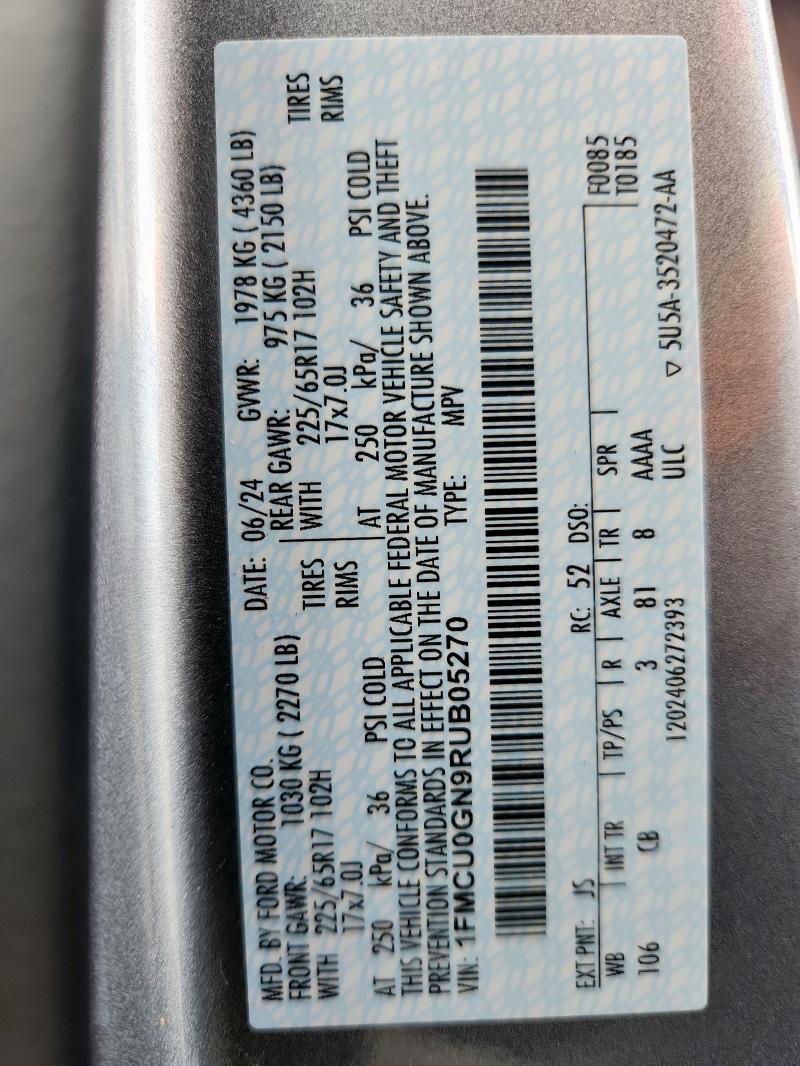 MFD. BY FORD MOTOR CO. DATE: 06/24 GVWR: 1978 KG ( 4360 LB)
FRONT GAWR: 1030 KG ( 2270 LB) REAR GAWR: 975 KG ( 2150 LB)
WITH 225/65R17 102H TIRES WITH 225/65R17 102H TIRES
17x7.0J RIMS 17x7.0J RIMS
AT 250 kPa/ 36 PSI COLD AT 250 kPa/ 36 PSI COLD
THIS VEHICLE CONFORMS TO ALL APPLICABLE FEDERAL MOTOR VEHICLE SAFETY AND THEFT
PREVENTION STANDARDS IN EFFECT ON THE DATE OF MANUFACTURE SHOWN ABOVE.
VIN: 1FMCU0GN9RUB05270 TYPE: MPV
EXT PNT: JS RC: 52 DSO: F0085
WB INT TR TP/PS R AXLE TR SPR T0185
106 CB 3 81 8 AAAA
1202406272393 ULC ▽ 5U5A-3520472-AA